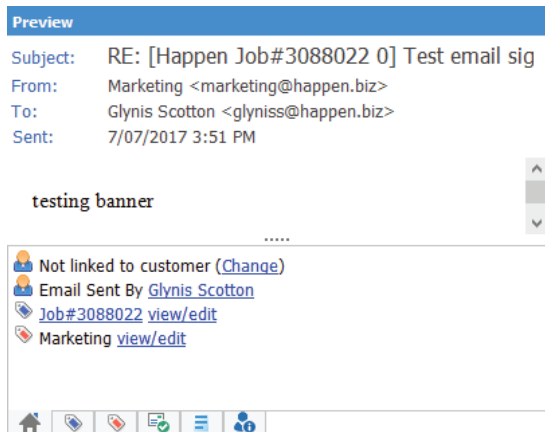 Preview
Subject: RE: [Happen Job#3088022 0] Test email sig
From: Marketing <marketing@happen.biz>
To: Glynis Scotton <glyniss@happen.biz>
Sent: 7/07/2017 3:51 PM
testing banner
Not linked to customer (Change)
Email Sent By Glynis Scotton
Job#3088022 view/edit
Marketing view/edit